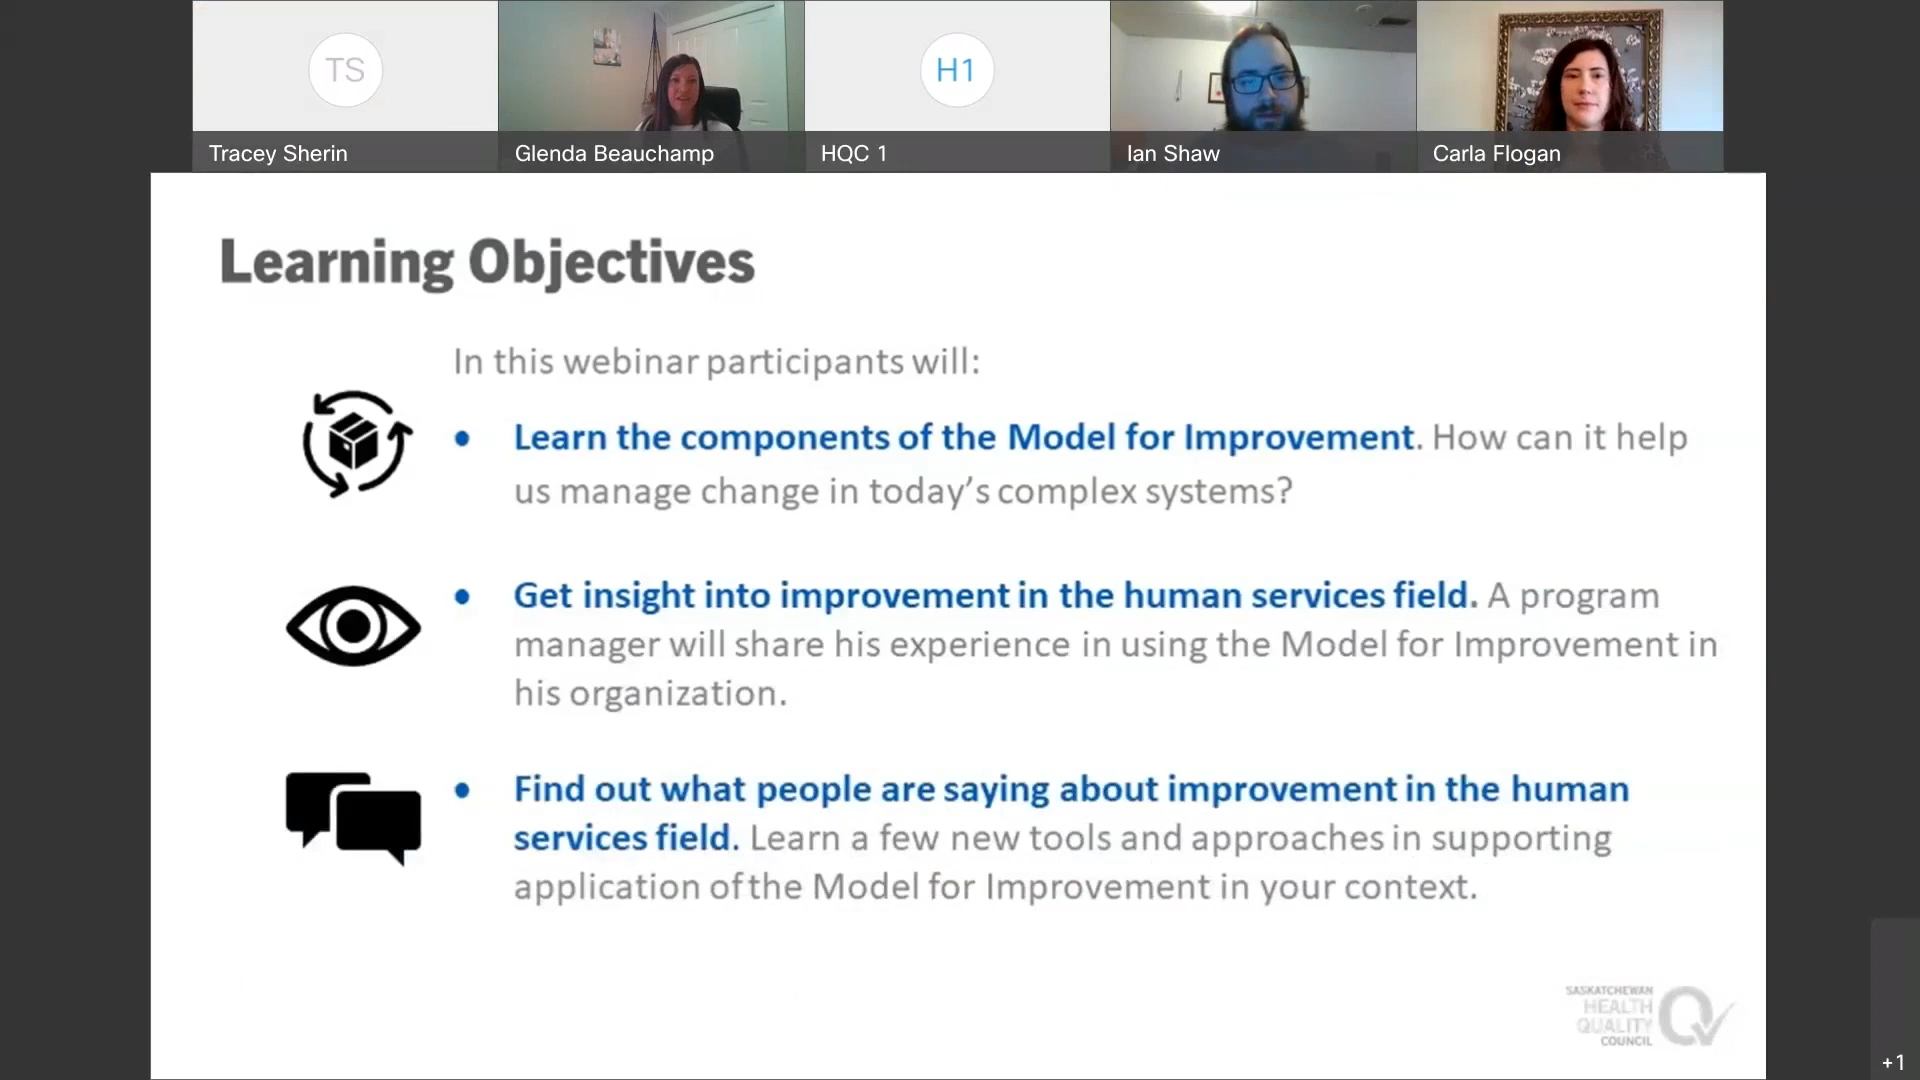 TS
H1
Tracey Sherin
Glenda Beauchamp
HQC 1
Ian Shaw
Carla Flogan
Learning Objectives
In this webinar participants will:
• Learn the components of the Model for Improvement. How can it help
us manage change in today's complex systems?
• Get insight into improvement in the human services field. A program
manager will share his experience in using the Model for Improvement in
his organization.
• Find out what people are saying about improvement in the human
services field. Learn a few new tools and approaches in supporting
application of the Model for Improvement in your context.
SASKATCHEWAN
HEALTH
QUALITY
COUNCIL
+1